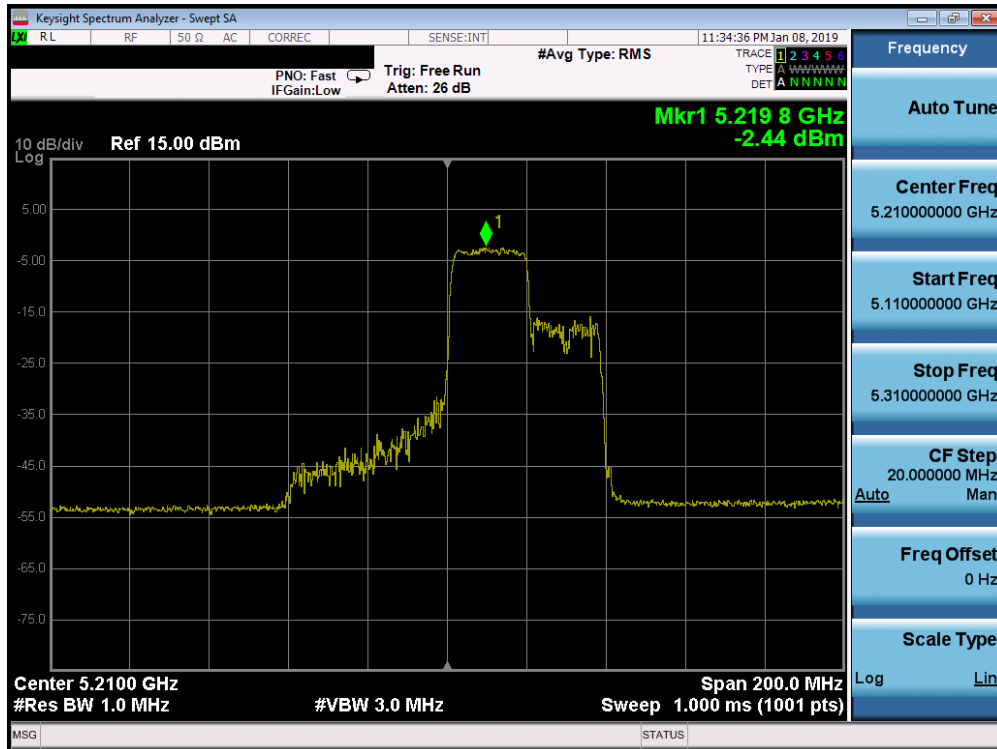 Keysight Spectrum Analyzer - Swept SA
LXI RL RF 50 Ω AC CORREC SENSE:INT 11:34:36 PM Jan 08, 2019
PNO: Fast
IFGain:Low
Trig: Free Run
Atten: 26 dB
#Avg Type: RMS
TRACE 1 2 3 4 5 6
TYPE A WWWWW
DET A N N N N N
Mkr1 5.219 8 GHz
-2.44 dBm
10 dB/div Ref 15.00 dBm
Log
5.00
-5.00
-15.0
-25.0
-35.0
-45.0
-55.0
-65.0
-75.0
1
Center 5.2100 GHz Span 200.0 MHz
#Res BW 1.0 MHz #VBW 3.0 MHz Sweep 1.000 ms (1001 pts)
MSG STATUS
Frequency
Auto Tune
Center Freq
5.210000000 GHz
Start Freq
5.110000000 GHz
Stop Freq
5.310000000 GHz
CF Step
20.000000 MHz
Auto Man
Freq Offset
0 Hz
Scale Type
Log Lin